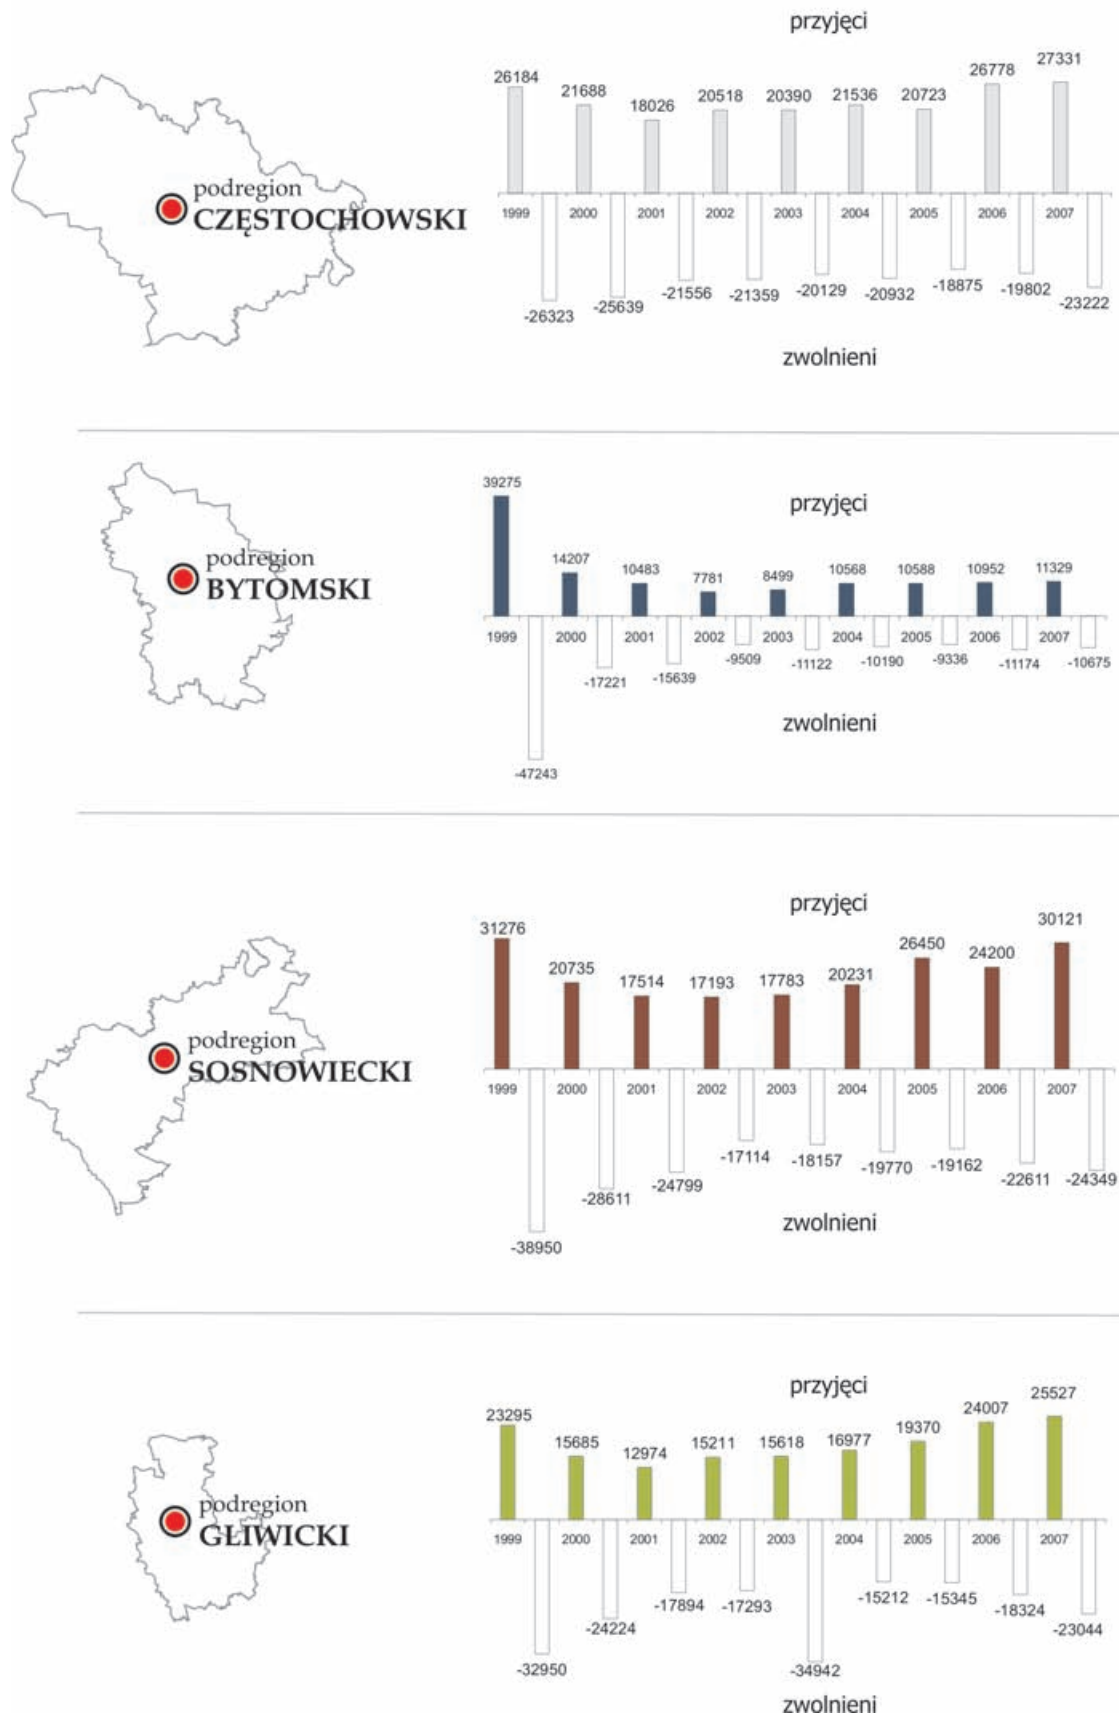 przyjęci
26184 21688 18026 20518 20390 21536 20723 26778 27331
podregion
CZĘSTOCHOWSKI
1999 2000 2001 2002 2003 2004 2005 2006 2007
-26323 -25639 -21556 -21359 -20129 -20932 -18875 -19802 -23222
zwolnieni
39275 14207 10483 7781 8499 10568 10588 10952 11329
przyjęci
podregion
BYTOMSKI
1999 2000 2001 2002 2003 2004 2005 2006 2007
-47243 -17221 -15639 -9509 -11122 -10190 -9336 -11174 -10675
zwolnieni
przyjęci
31276 20735 17514 17193 17783 20231 26450 24200 30121
podregion
SOSNOWIECKI
1999 2000 2001 2002 2003 2004 2005 2006 2007
-38950 -28611 -24799 -17114 -18157 -19770 -19162 -22611 -24349
zwolnieni
przyjęci
23295 15685 12974 15211 15618 16977 19370 24007 25527
podregion
GŁIWICKI
1999 2000 2001 2002 2003 2004 2005 2006 2007
-32950 -24224 -17894 -17293 -34942 -15212 -15345 -18324 -23044
zwolnieni